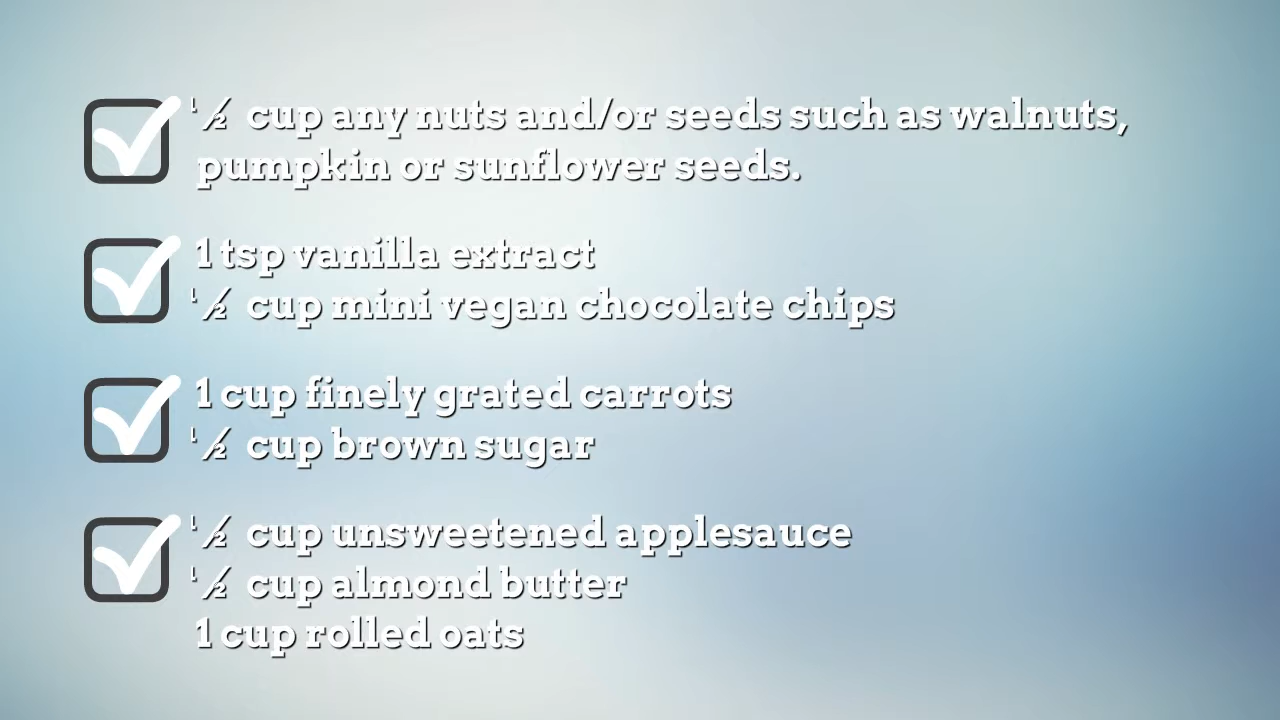 ½ cup any nuts and/or seeds such as walnuts,
pumpkin or sunflower seeds.
1 tsp vanilla extract
½ cup mini vegan chocolate chips
1 cup finely grated carrots
½ cup brown sugar
½ cup unsweetened applesauce
½ cup almond butter
1 cup rolled oats